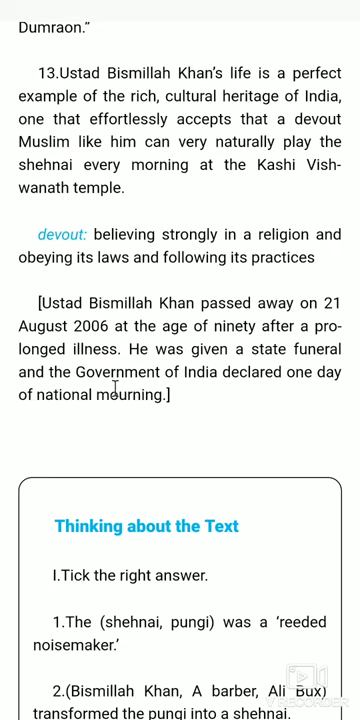 Dumraon.”
13.Ustad Bismillah Khan’s life is a perfect
example of the rich, cultural heritage of India,
one that effortlessly accepts that a devout
Muslim like him can very naturally play the
shehnai every morning at the Kashi Vish-
wanath temple.
devout: believing strongly in a religion and
obeying its laws and following its practices
[Ustad Bismillah Khan passed away on 21
August 2006 at the age of ninety after a pro-
longed illness. He was given a state funeral
and the Government of India declared one day
of national mourning.]
Thinking about the Text
I.Tick the right answer.
1.The (shehnai, pungi) was a ‘reeded
noisemaker.’
2.(Bismillah Khan, A barber, Ali Bux)
transformed the pungi into a shehnai.
V RECORDER